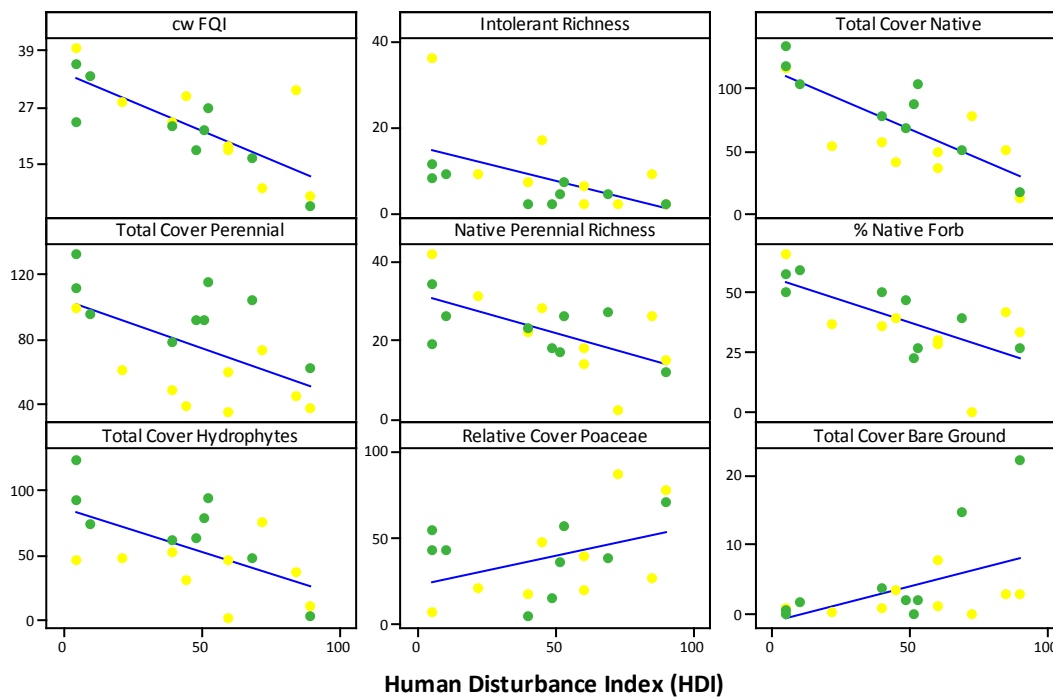 cw FQI Intolerant Richness Total Cover Native
39 27 15
40 20 0
100 50 0
Total Cover Perennial Native Perennial Richness % Native Forb
120 80 40
40 20 0
50 25 0
Total Cover Hydrophytes Relative Cover Poaceae Total Cover Bare Ground
100 50 0
100 50 0
20 10 0
0 50 100 0 50 100 0 50 100
Human Disturbance Index (HDI)